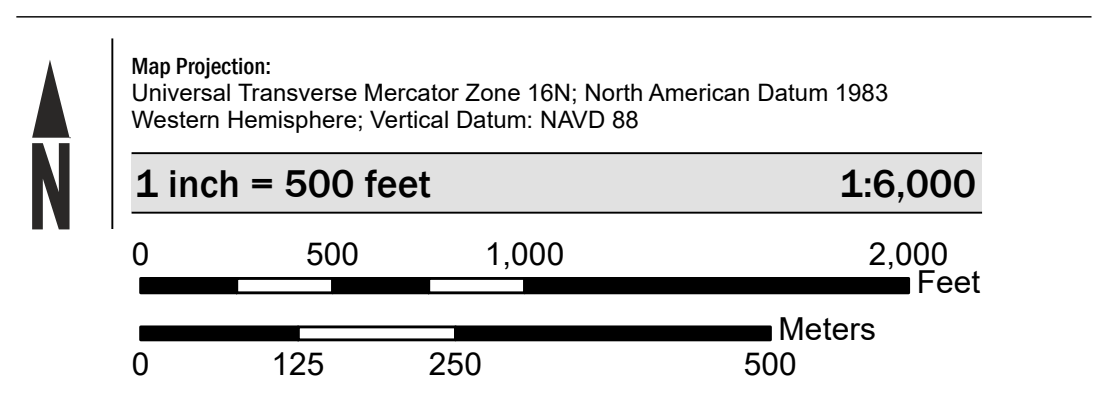 Map Projection:
Universal Transverse Mercator Zone 16N; North American Datum 1983
Western Hemisphere; Vertical Datum: NAVD 88
N
1 inch = 500 feet 1:6,000
0 500 1,000 2,000
Feet
Meters
0 125 250 500